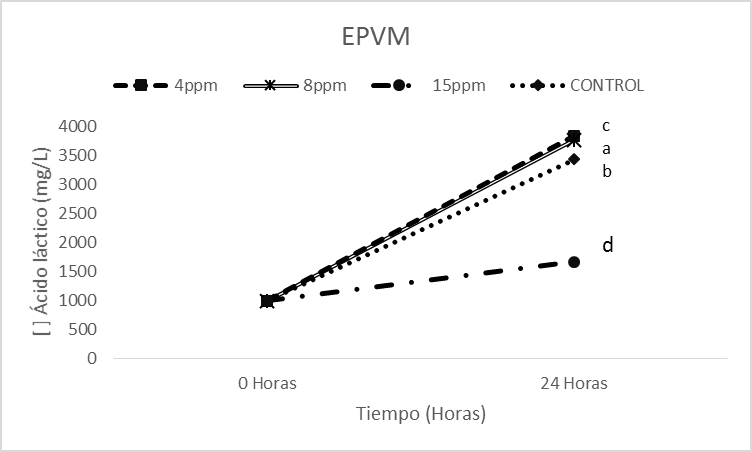 EPVM
4ppm 8ppm 15ppm CONTROL
4000
3500
3000
2500
2000
1500
1000
500
0
[ ] Ácido láctico (mg/L)
c
a
b
d
0 Horas 24 Horas
Tiempo (Horas)